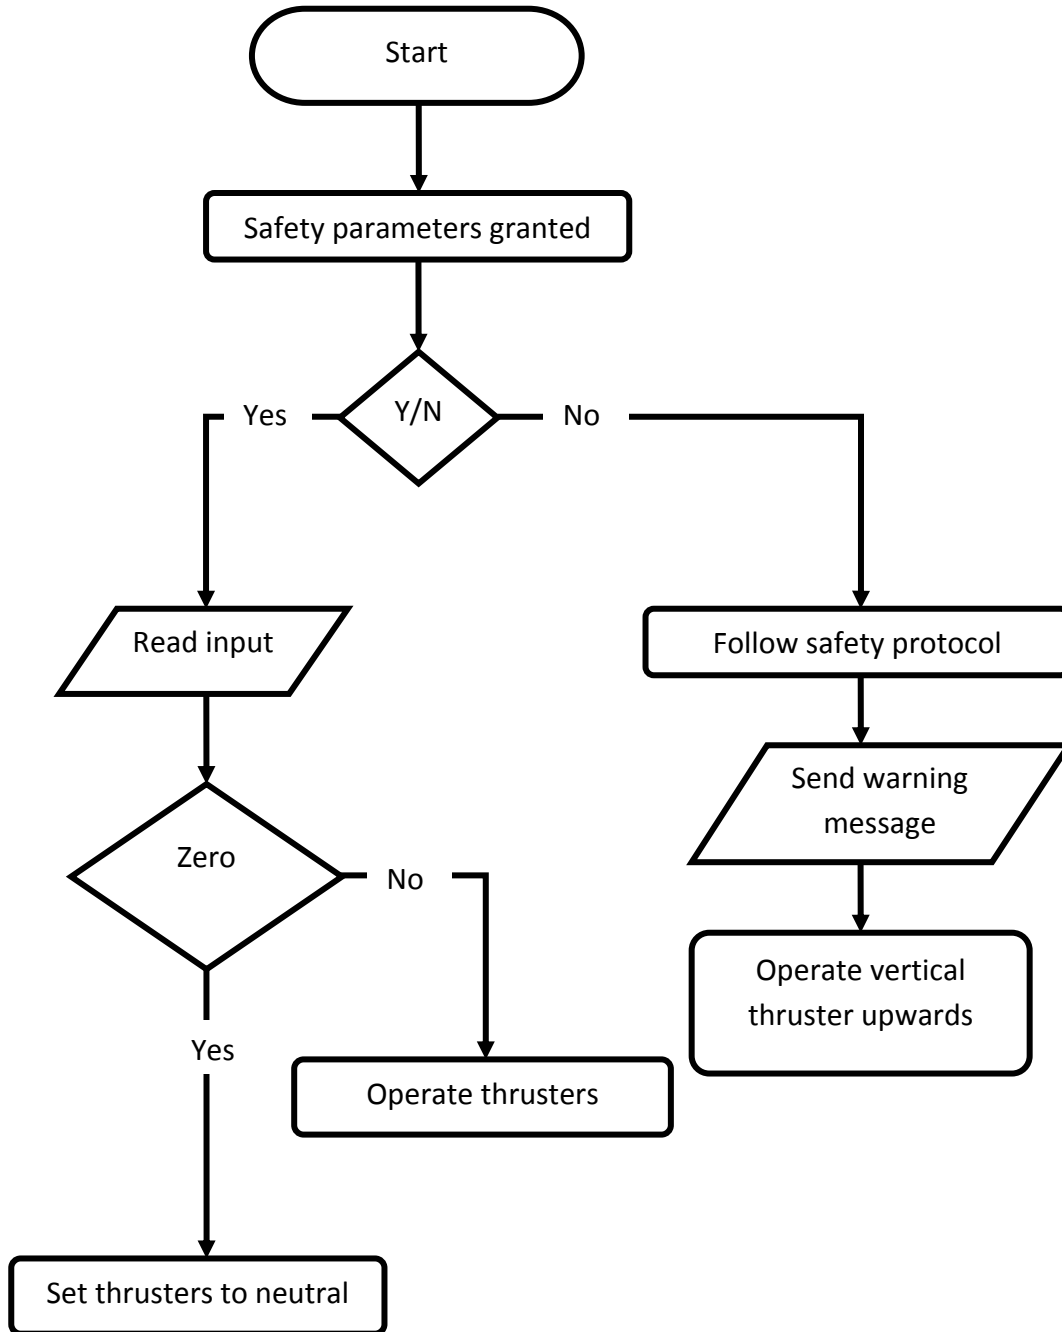 Start
Safety parameters granted
Y/N
Yes
No
Read input
Follow safety protocol
Send warning
message
Zero
No
Operate vertical
thruster upwards
Yes
Operate thrusters
Set thrusters to neutral